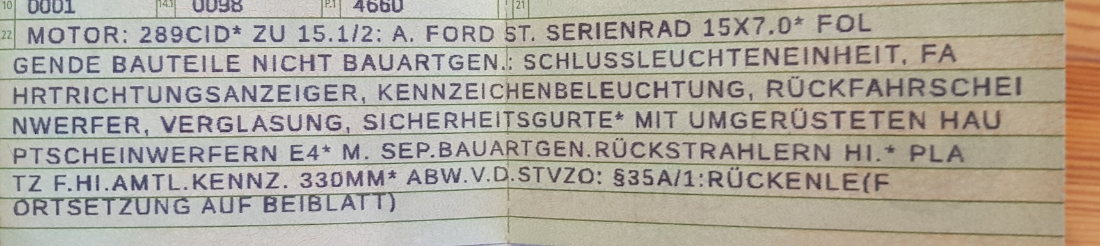 10 0001 14.1 0098 P.1 4660 21
22 MOTOR: 289CID* ZU 15.1/2: A. FORD ST. SERIENRAD 15X7.0* FOL
GENDE BAUTEILE NICHT BAUARTGEN.: SCHLUSSLEUCHTENEINHEIT, FA
HRTRICHTUNGSANZEIGER, KENNZEICHENBELEUCHTUNG, RÜCKFAHRSCHEI
NWERFER, VERGLASUNG, SICHERHEITSGURTE* MIT UMGERÜSTETEN HAU
PTSCHEINWERFERN E4* M. SEP.BAUARTGEN.RÜCKSTRAHLERN HI.* PLA
TZ F.HI.AMTL.KENNZ. 330MM* ABW.V.D.STVZO: §35A/1:RÜCKENLE(F
ORTSETZUNG AUF BEIBLATT)